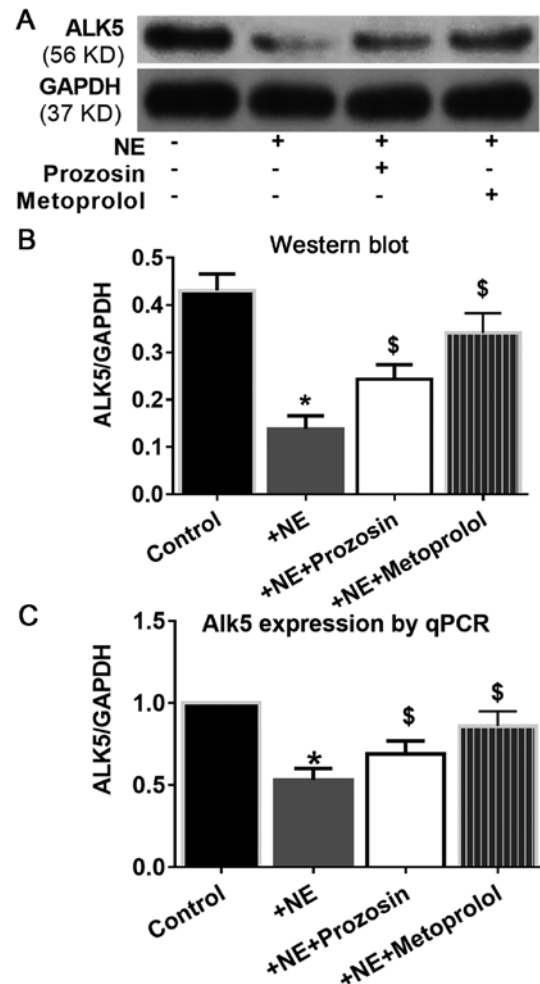 A
ALK5
(56 KD)
GAPDH
(37 KD)
NE - + + +
Prozosin - - + -
Metoprolol - - - +
B
Western blot
ALK5/GAPDH
0.5
0.4
0.3
0.2
0.1
0.0
*
$
$
Control
+NE
+NE+Prozosin
+NE+Metoprolol
C
Alk5 expression by qPCR
ALK5/GAPDH
1.5
1.0
0.5
0.0
*
$
$
Control
+NE
+NE+Prozosin
+NE+Metoprolol